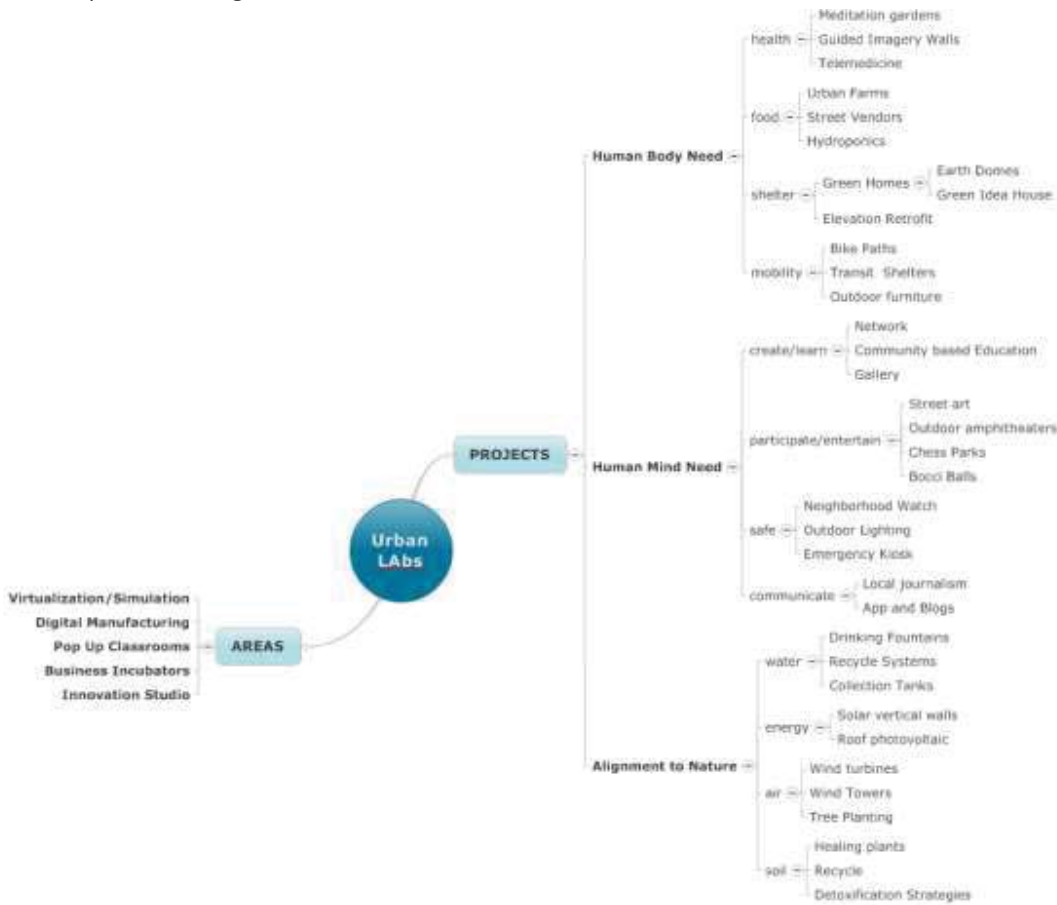 Urban
LAbs
PROJECTS
Human Body Need
health
Meditation gardens
Guided Imagery Walls
Telemedicine
food
Urban Farms
Street Vendors
Hydroponics
shelter
Green Homes
Earth Domes
Green Idea House
Elevation Retrofit
mobility
Bike Paths
Transit Shelters
Outdoor furniture
Human Mind Need
create/learn
Network
Community based Education
Gallery
participate/entertain
Street art
Outdoor amphitheaters
Chess Parks
Bocci Balls
safe
Neighborhood Watch
Outdoor Lighting
Emergency Kiosk
communicate
Local journalism
App and Blogs
Alignment to Nature
water
Drinking Fountains
Recycle Systems
Collection Tanks
energy
Solar vertical walls
Roof photovoltaic
air
Wind turbines
Wind Towers
Tree Planting
soil
Healing plants
Recycle
Detoxification Strategies
AREAS
Virtualization/Simulation
Digital Manufacturing
Pop Up Classrooms
Business Incubators
Innovation Studio